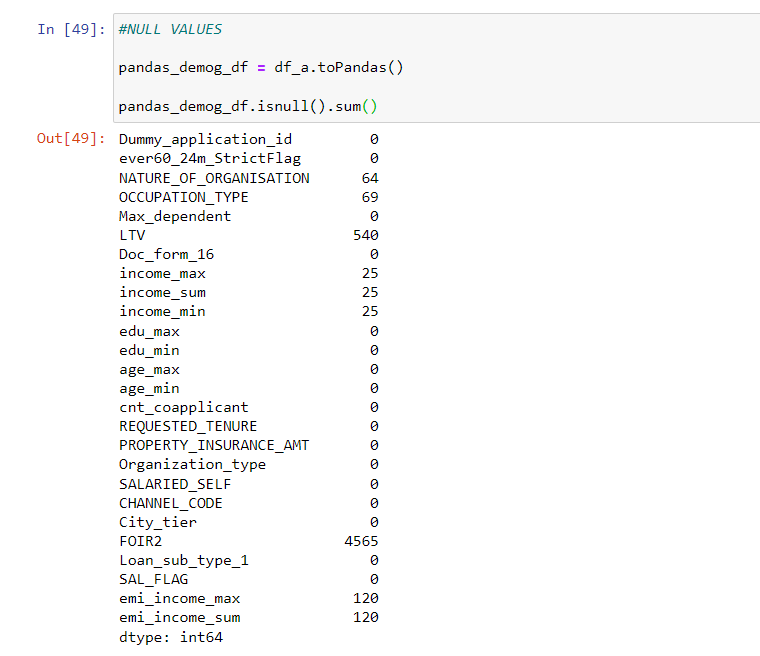 In [49]: #NULL VALUES
pandas_demog_df = df_a.toPandas()
pandas_demog_df.isnull().sum()
Out[49]: Dummy_application_id 0
ever60_24m_StrictFlag 0
NATURE_OF_ORGANISATION 64
OCCUPATION_TYPE 69
Max_dependent 0
LTV 540
Doc_form_16 0
income_max 25
income_sum 25
income_min 25
edu_max 0
edu_min 0
age_max 0
age_min 0
cnt_coapplicant 0
REQUESTED_TENURE 0
PROPERTY_INSURANCE_AMT 0
Organization_type 0
SALARIED_SELF 0
CHANNEL_CODE 0
City_tier 0
FOIR2 4565
Loan_sub_type_1 0
SAL_FLAG 0
emi_income_max 120
emi_income_sum 120
dtype: int64